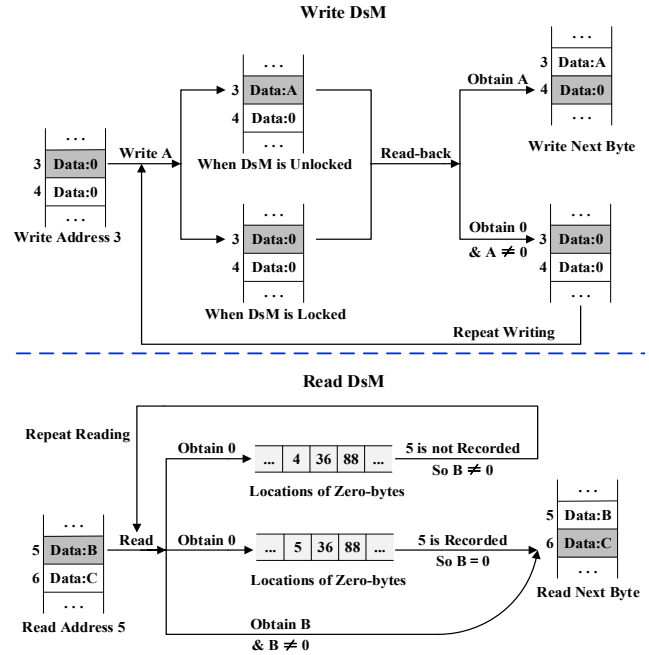 Write DsM
...
3 Data:0
4 Data:0
...
Write Address 3
Write A
...
3 Data:A
4 Data:0
...
When DsM is Unlocked
...
3 Data:0
4 Data:0
...
When DsM is Locked
Read-back
Obtain A
...
3 Data:A
4 Data:0
...
Write Next Byte
Obtain 0
& A ≠ 0
...
3 Data:0
4 Data:0
...
Repeat Writing
Read DsM
Repeat Reading
...
5 Data:B
6 Data:C
...
Read Address 5
Read
Obtain 0
... 4 36 88 ...
Locations of Zero-bytes
5 is not Recorded
So B ≠ 0
Obtain 0
... 5 36 88 ...
Locations of Zero-bytes
5 is Recorded
So B = 0
Obtain B
& B ≠ 0
...
5 Data:B
6 Data:C
...
Read Next Byte